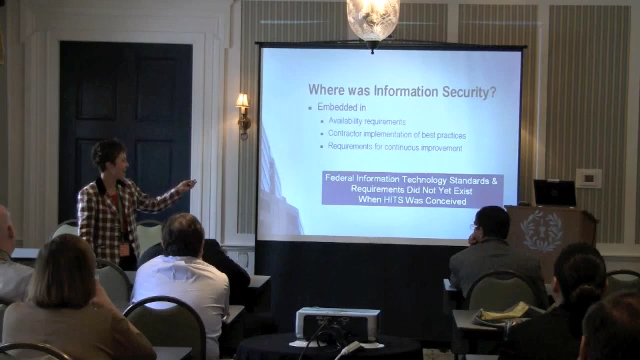 Where was Information Security?
• Embedded in
• Availability requirements
• Contractor implementation of best practices
• Requirements for continuous improvement
Federal Information Technology Standards &
Requirements Did Not Yet Exist
When HITS Was Conceived